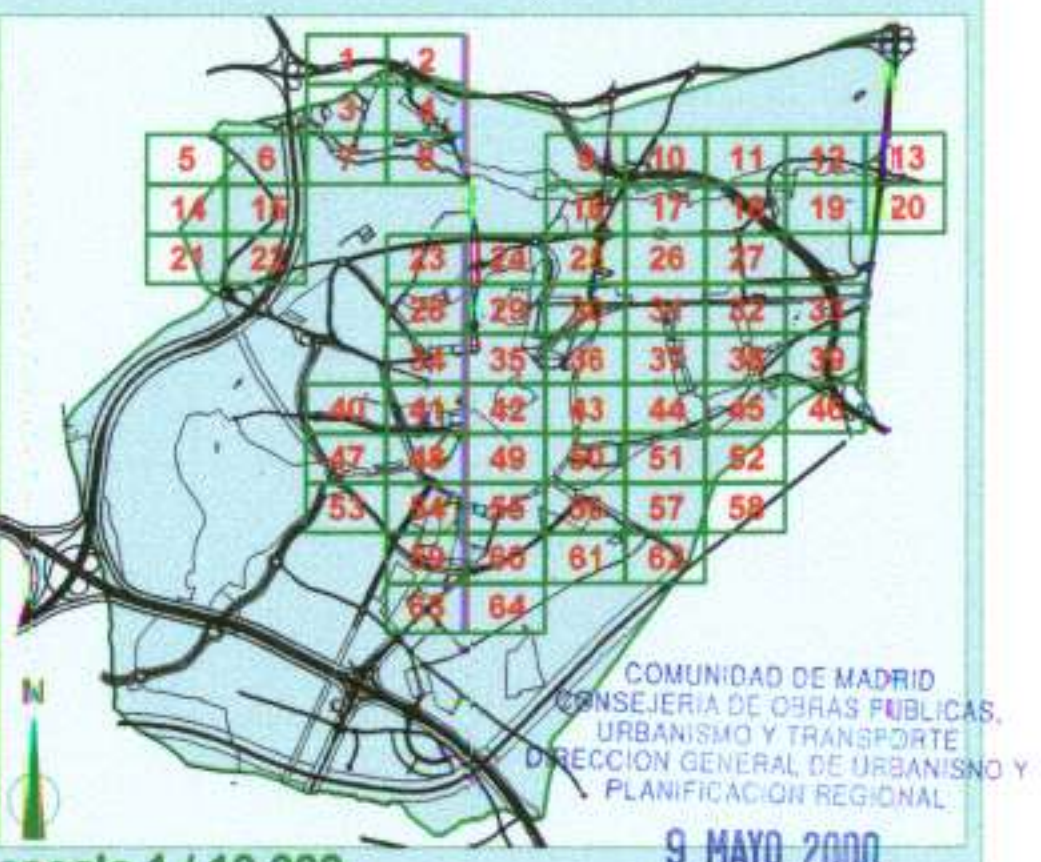 1 2
3 4
5 6 7 8 9 10 11 12 13
14 15 16 17 18 19 20
21 22 23 24 25 26 27
28 29 30 31 32 33
34 35 36 37 38 39
40 41 42 43 44 45 46
47 48 49 50 51 52
53 54 55 56 57 58
59 60 61 62
63 64
N
COMUNIDAD DE MADRID
CONSEJERIA DE OBRAS PUBLICAS,
URBANISMO Y TRANSPORTE
DIRECCION GENERAL DE URBANISNO Y
PLANIFICACION REGIONAL
9 MAYO 2000